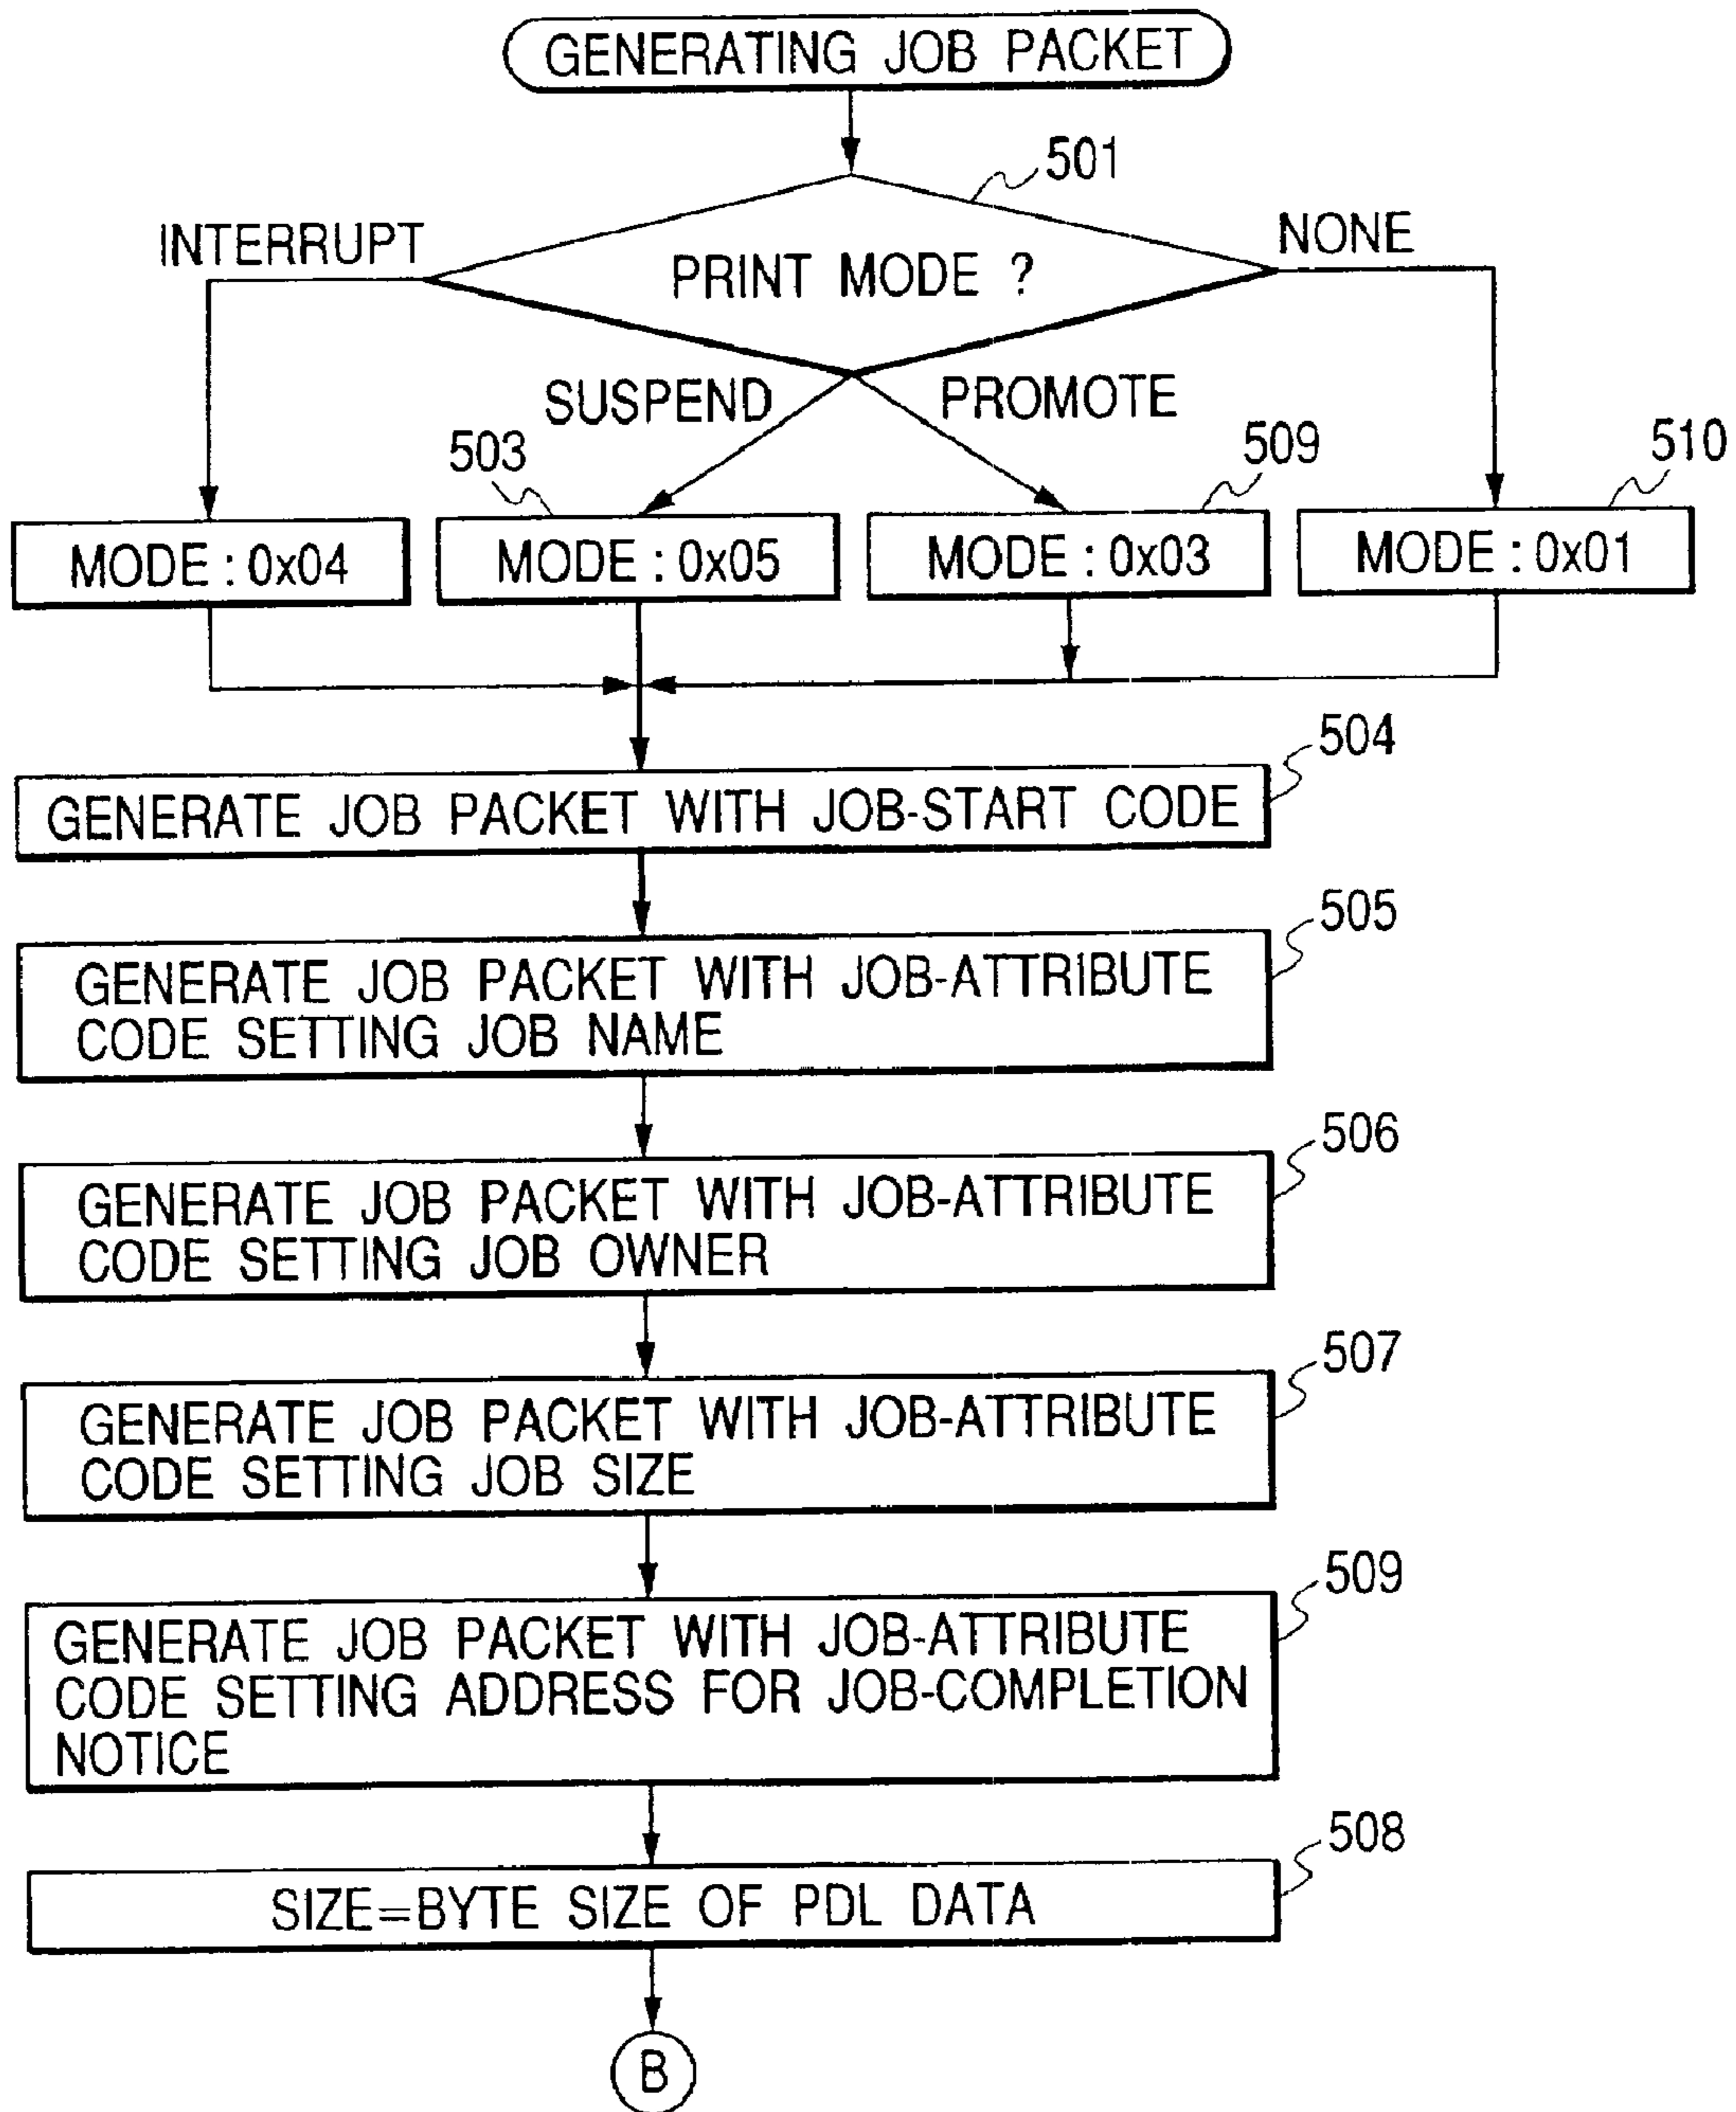 GENERATING JOB PACKET
501
INTERRUPT
NONE
PRINT MODE ?
SUSPEND
PROMOTE
503
509
510
MODE : 0x04
MODE : 0x05
MODE : 0x03
MODE : 0x01
504
GENERATE JOB PACKET WITH JOB-START CODE
505
GENERATE JOB PACKET WITH JOB-ATTRIBUTE
CODE SETTING JOB NAME
506
GENERATE JOB PACKET WITH JOB-ATTRIBUTE
CODE SETTING JOB OWNER
507
GENERATE JOB PACKET WITH JOB-ATTRIBUTE
CODE SETTING JOB SIZE
509
GENERATE JOB PACKET WITH JOB-ATTRIBUTE
CODE SETTING ADDRESS FOR JOB-COMPLETION
NOTICE
508
SIZE=BYTE SIZE OF PDL DATA
B